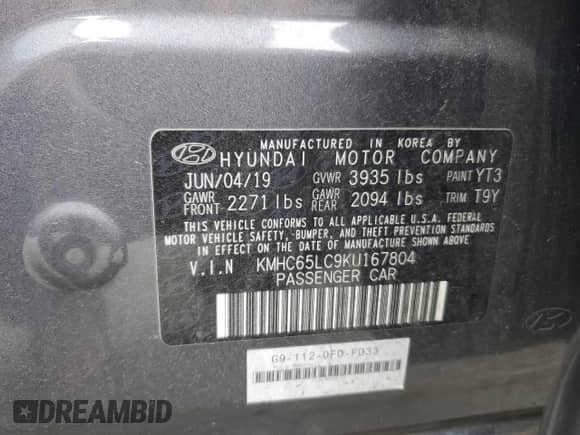 MANUFACTURED IN KOREA BY
HYUNDAI MOTOR COMPANY
JUN/04/19 GVWR 3935 lbs PAINT YT3
GAWR FRONT 2271 lbs GAWR REAR 2094 lbs TRIM T9Y
THIS VEHICLE CONFORMS TO ALL APPLICABLE U.S.A. FEDERAL
MOTOR VEHICLE SAFETY, BUMPER, AND THEFT PREVENTION STANDARDS
IN EFFECT ON THE DATE OF MANUFACTURE SHOWN ABOVE.
V.I.N KMHC65LC9KU167804
PASSENGER CAR
G9-112-0FD-FD33
DREAMBID